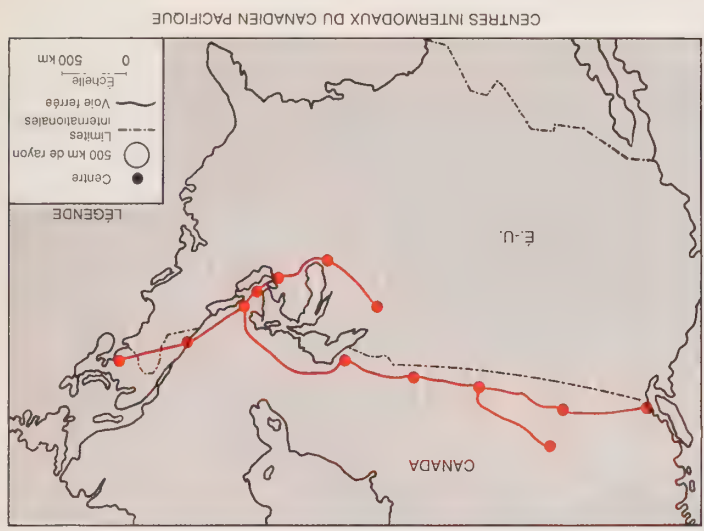 CENTRES INTERMODAUX DU CANADIEN PACIFIQUE
CANADA
É.-U.
LÉGENDE
Centre
500 km de rayon
Limites
internationales
Voie ferrée
Échelle
0 500 km